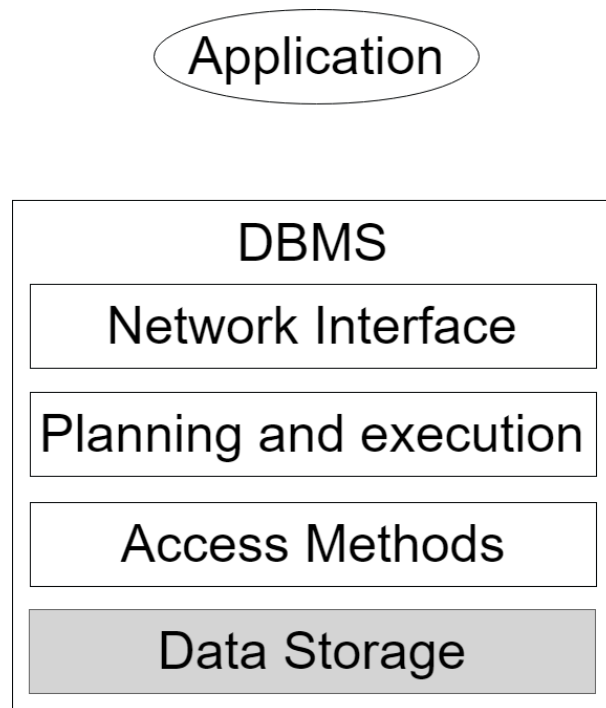 Application
DBMS
Network Interface
Planning and execution
Access Methods
Data Storage